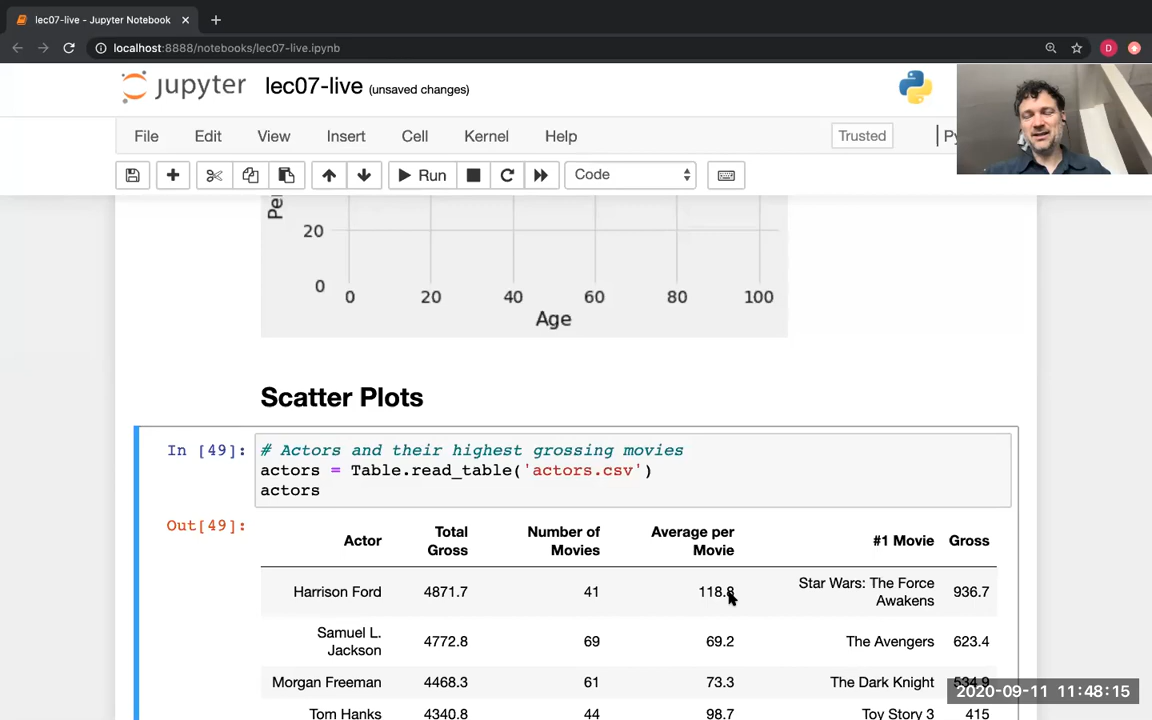 lec07-live - Jupyter Notebook
localhost:8888/notebooks/lec07-live.ipynb
D
jupyter lec07-live (unsaved changes)
File Edit View Insert Cell Kernel Help Trusted
Run Code
20
0
0 20 40 60 80 100
Age
Scatter Plots
In [49]: # Actors and their highest grossing movies
actors = Table.read_table('actors.csv')
actors
Out[49]:
Actor Total Gross Number of Movies Average per Movie #1 Movie Gross
Harrison Ford 4871.7 41 118.8 Star Wars: The Force Awakens 936.7
Samuel L. Jackson 4772.8 69 69.2 The Avengers 623.4
Morgan Freeman 4468.3 61 73.3 The Dark Knight 534.9
Tom Hanks 4340.8 44 98.7 Toy Story 3 415
2020-09-11 11:48:15